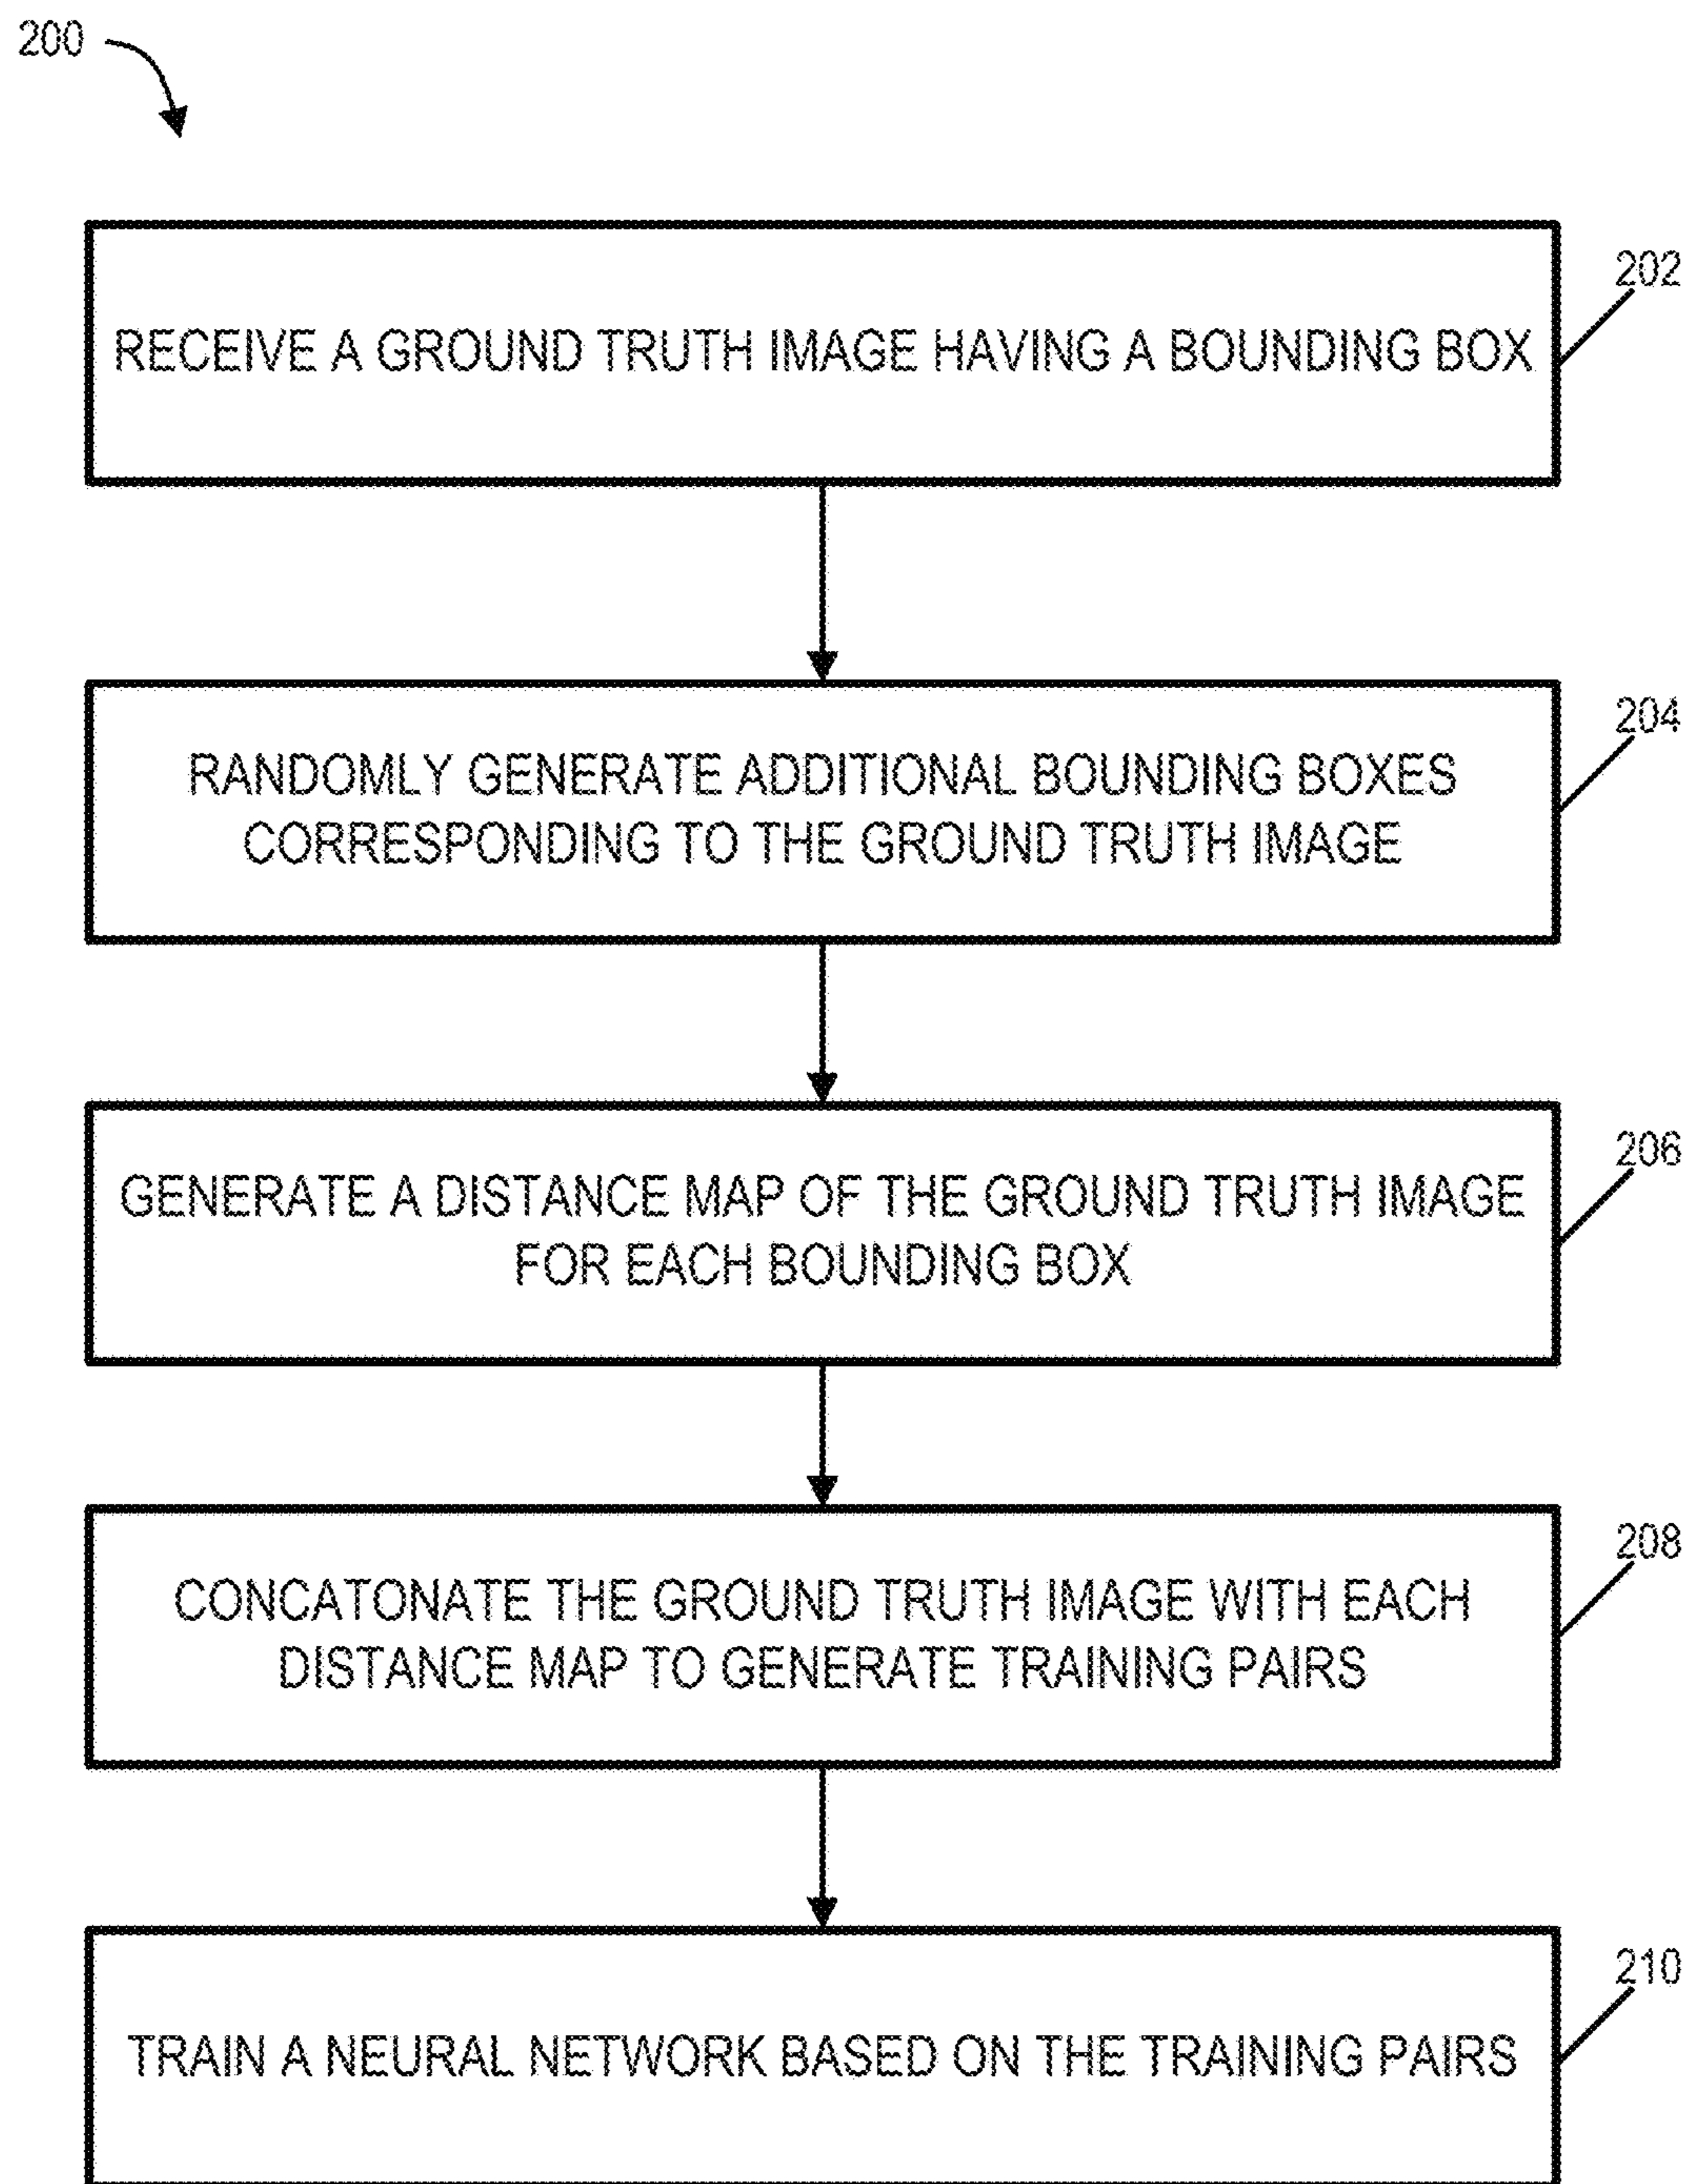 200
202
RECEIVE A GROUND TRUTH IMAGE HAVING A BOUNDING BOX
204
RANDOMLY GENERATE ADDITIONAL BOUNDING BOXES
CORRESPONDING TO THE GROUND TRUTH IMAGE
206
GENERATE A DISTANCE MAP OF THE GROUND TRUTH IMAGE
FOR EACH BOUNDING BOX
208
CONCATONATE THE GROUND TRUTH IMAGE WITH EACH
DISTANCE MAP TO GENERATE TRAINING PAIRS
210
TRAIN A NEURAL NETWORK BASED ON THE TRAINING PAIRS